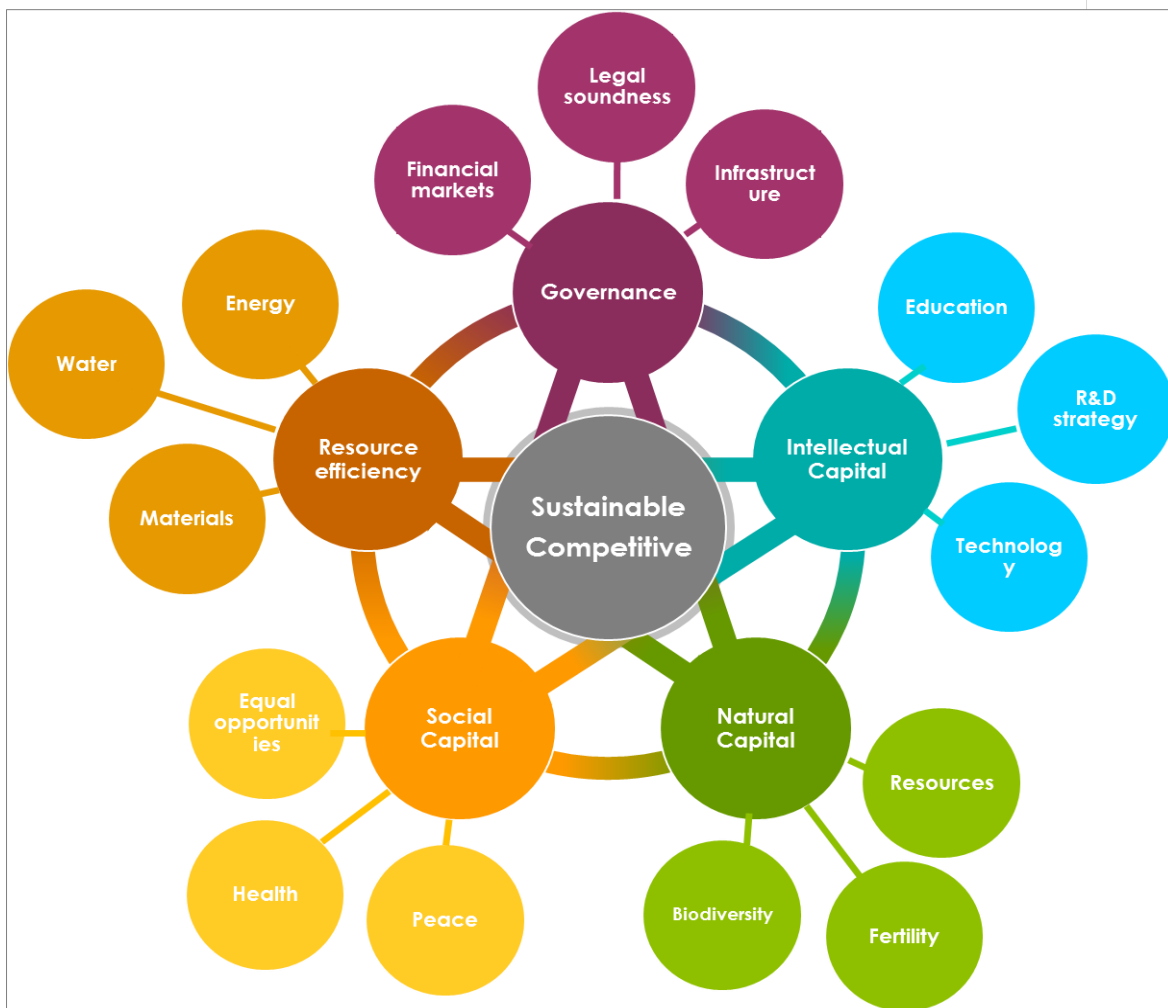 Legal
soundness
Financial
markets
Infrastruct
ure
Governance
Energy
Education
Water
R&D
strategy
Resource
efficiency
Intellectual
Capital
Materials
Sustainable
Competitive
Technolog
y
Equal
opportunit
ies
Social
Capital
Natural
Capital
Resources
Health
Peace
Biodiversity
Fertility